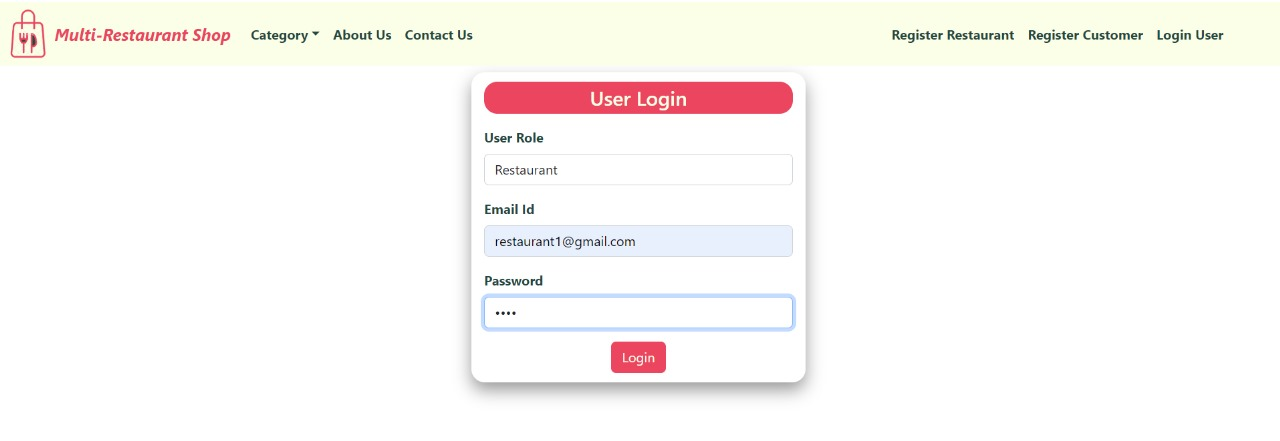 Multi-Restaurant Shop Category About Us Contact Us Register Restaurant Register Customer Login User
User Login
User Role
Restaurant
Email Id
restaurant1@gmail.com
Password
••••
Login